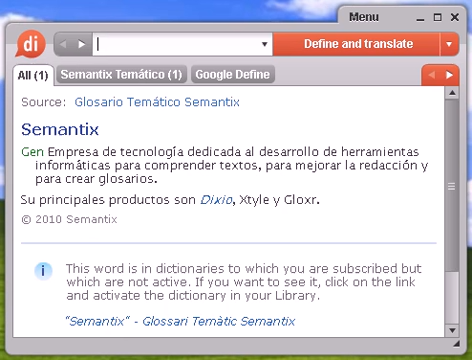 Menu
di
Define and translate
All (1)
Semantix Temático (1)
Google Define
Source: Glosario Temático Semantix
Semantix
Gen Empresa de tecnología dedicada al desarrollo de herramientas
informáticas para comprender textos, para mejorar la redacción y
para crear glosarios.
Su principales productos son Dixio, Xtyle y Gloxr.
© 2010 Semantix
i
This word is in dictionaries to which you are subscribed but
which are not active. If you want to see it, click on the link
and activate the dictionary in your Library.
"Semantix" - Glossari Temàtic Semantix